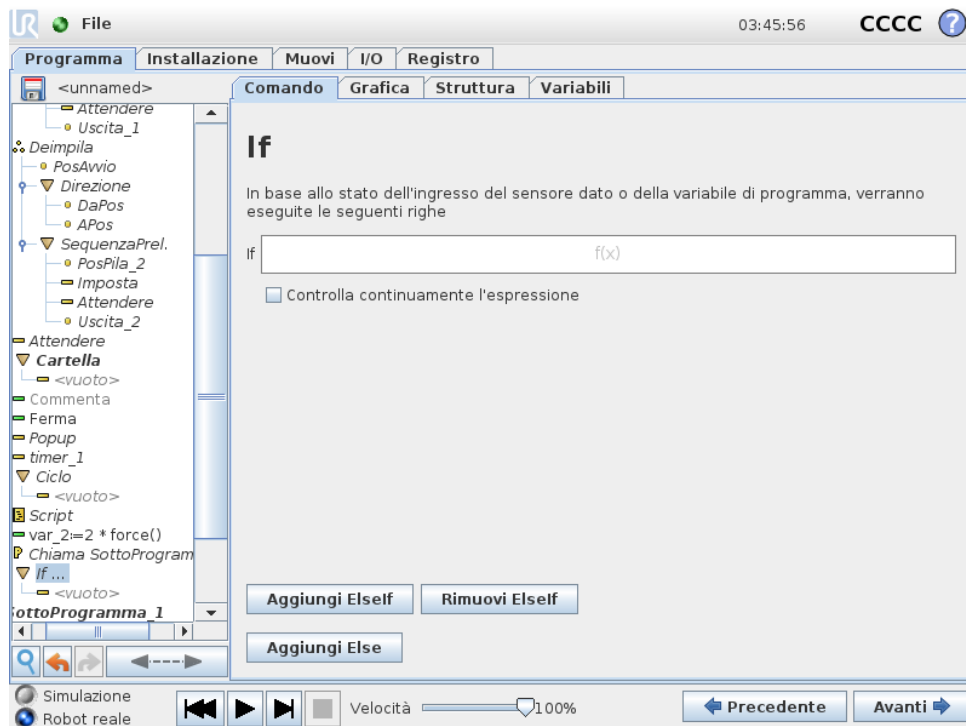 UR File 03:45:56 CCCC ?
Programma Installazione Muovi I/O Registro
<unnamed> Comando Grafica Struttura Variabili
Attendere
Uscita_1
Deimpila
PosAvvio
Direzione
DaPos
APos
SequenzaPrel.
PosPila_2
Imposta
Attendere
Uscita_2
Attendere
Cartella
<vuoto>
Commenta
Ferma
Popup
timer_1
Ciclo
<vuoto>
Script
var_2:=2 * force()
Chiama SottoProgram
If ...
<vuoto>
SottoProgramma_1
If
In base allo stato dell'ingresso del sensore dato o della variabile di programma, verranno
eseguite le seguenti righe
If f(x)
Controlla continuamente l'espressione
Aggiungi ElseIf Rimuovi ElseIf
Aggiungi Else
Simulazione
Robot reale
Velocità 100%
Precedente Avanti